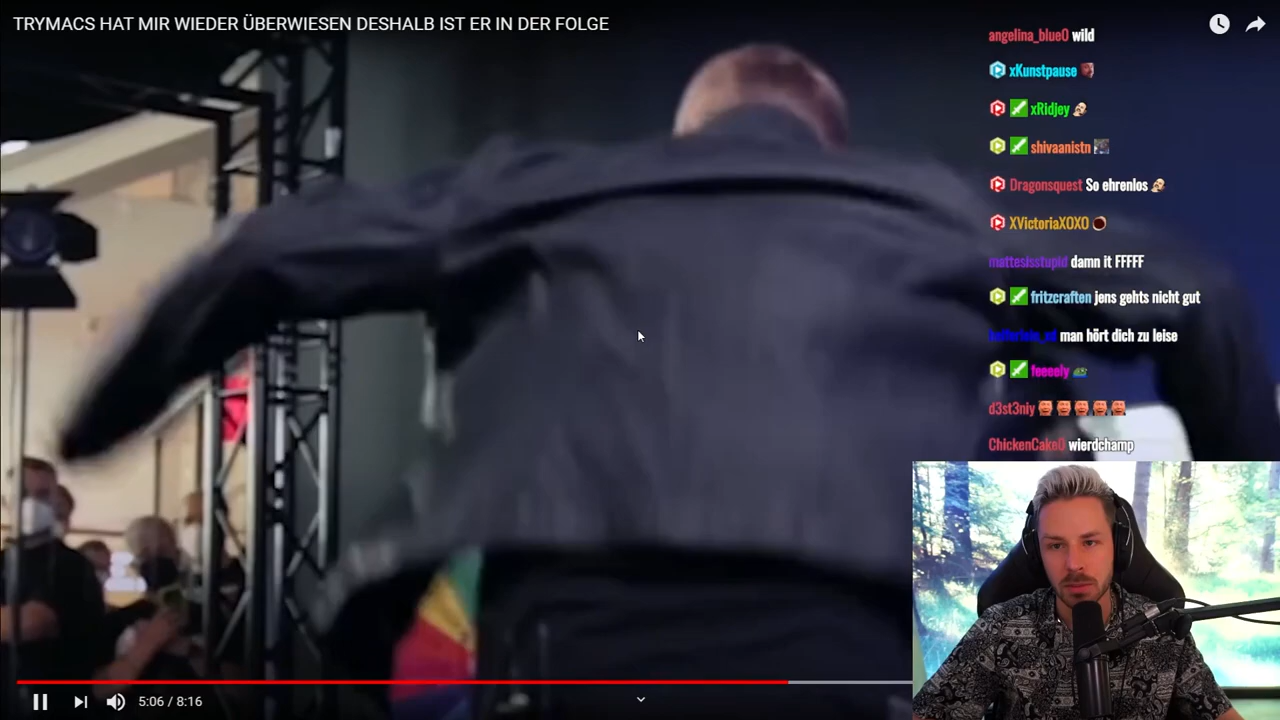 TRYMACS HAT MIR WIEDER ÜBERWIESEN DESHALB IST ER IN DER FOLGE
angelina_blue0 wild
xKunstpause
xRidjey
shivaanistn
Dragonsquest So ehrenlos
XVictoriaXOXO
mattesisstupid damn it FFFFF
fritzcraften jens gehts nicht gut
man hört dich zu leise
feeeely
d3st3niy
ChickenCake0 wierdchamp
5:06 / 8:16